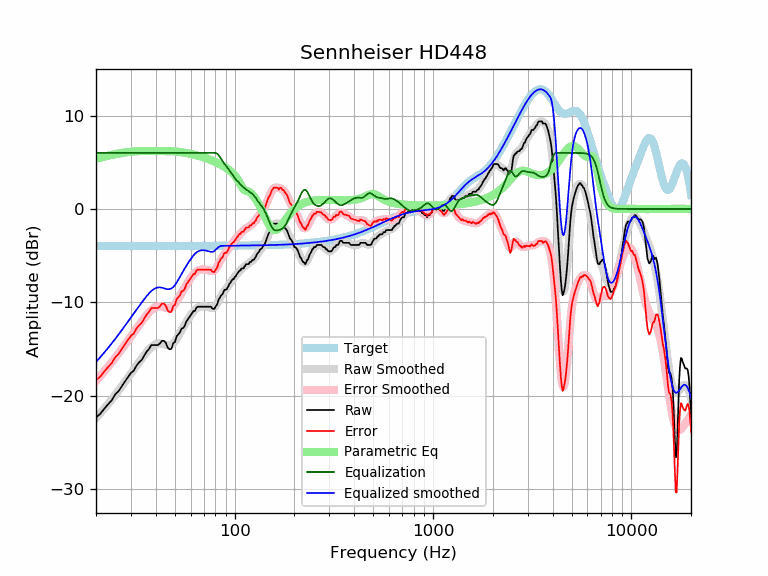 Sennheiser HD448
10
0
−10
−20
−30
Amplitude (dBr)
Target
Raw Smoothed
Error Smoothed
Raw
Error
Parametric Eq
Equalization
Equalized smoothed
100
1000
10000
Frequency (Hz)